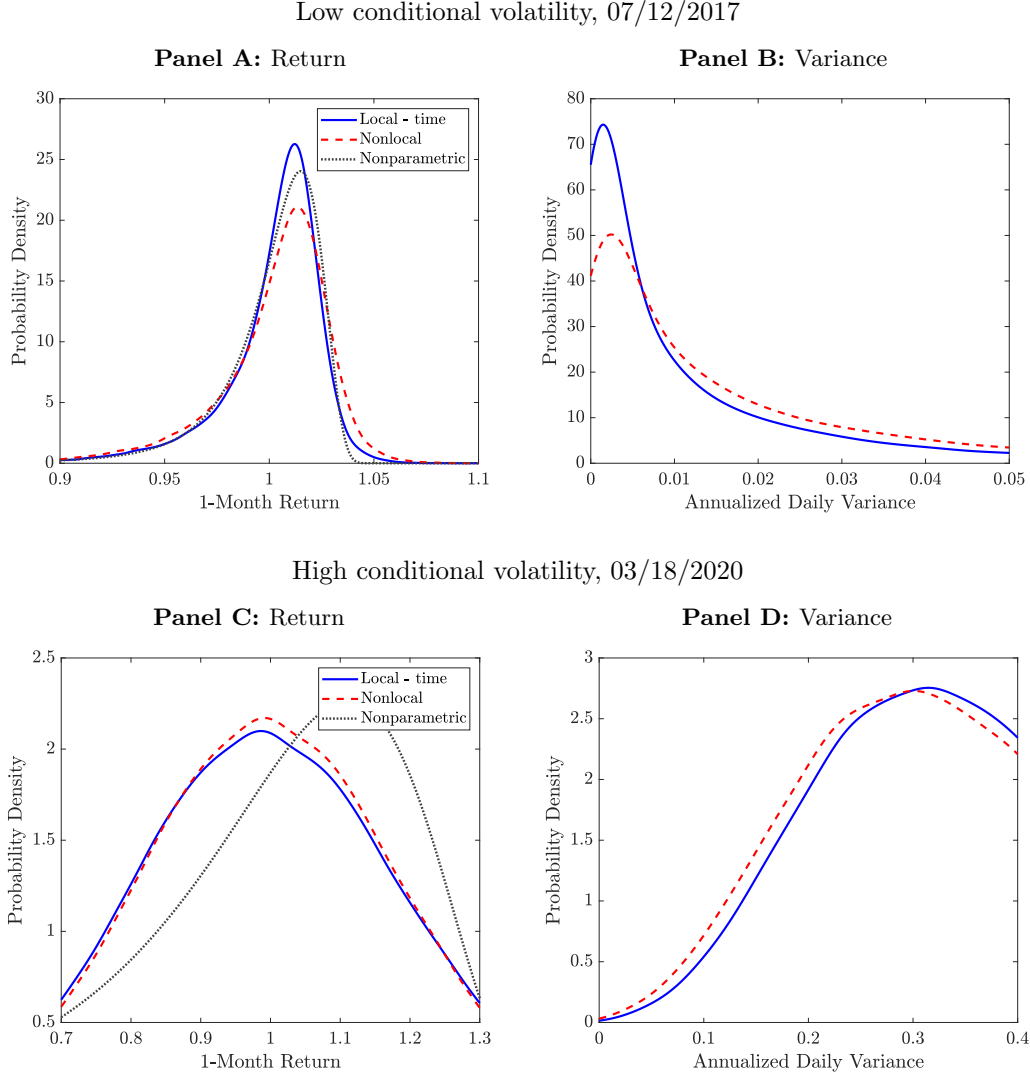 Low conditional volatility, 07/12/2017
Panel A: Return
Panel B: Variance
30
25
20
15
10
5
0
Probability Density
0.9
0.95
1
1.05
1.1
1-Month Return
Local - time
Nonlocal
Nonparametric
80
70
60
50
40
30
20
10
0
Probability Density
0
0.01
0.02
0.03
0.04
0.05
Annualized Daily Variance
High conditional volatility, 03/18/2020
Panel C: Return
Panel D: Variance
2.5
2
1.5
1
0.5
Probability Density
0.7
0.8
0.9
1
1.1
1.2
1.3
1-Month Return
Local - time
Nonlocal
Nonparametric
3
2.5
2
1.5
1
0.5
0
Probability Density
0
0.1
0.2
0.3
0.4
Annualized Daily Variance